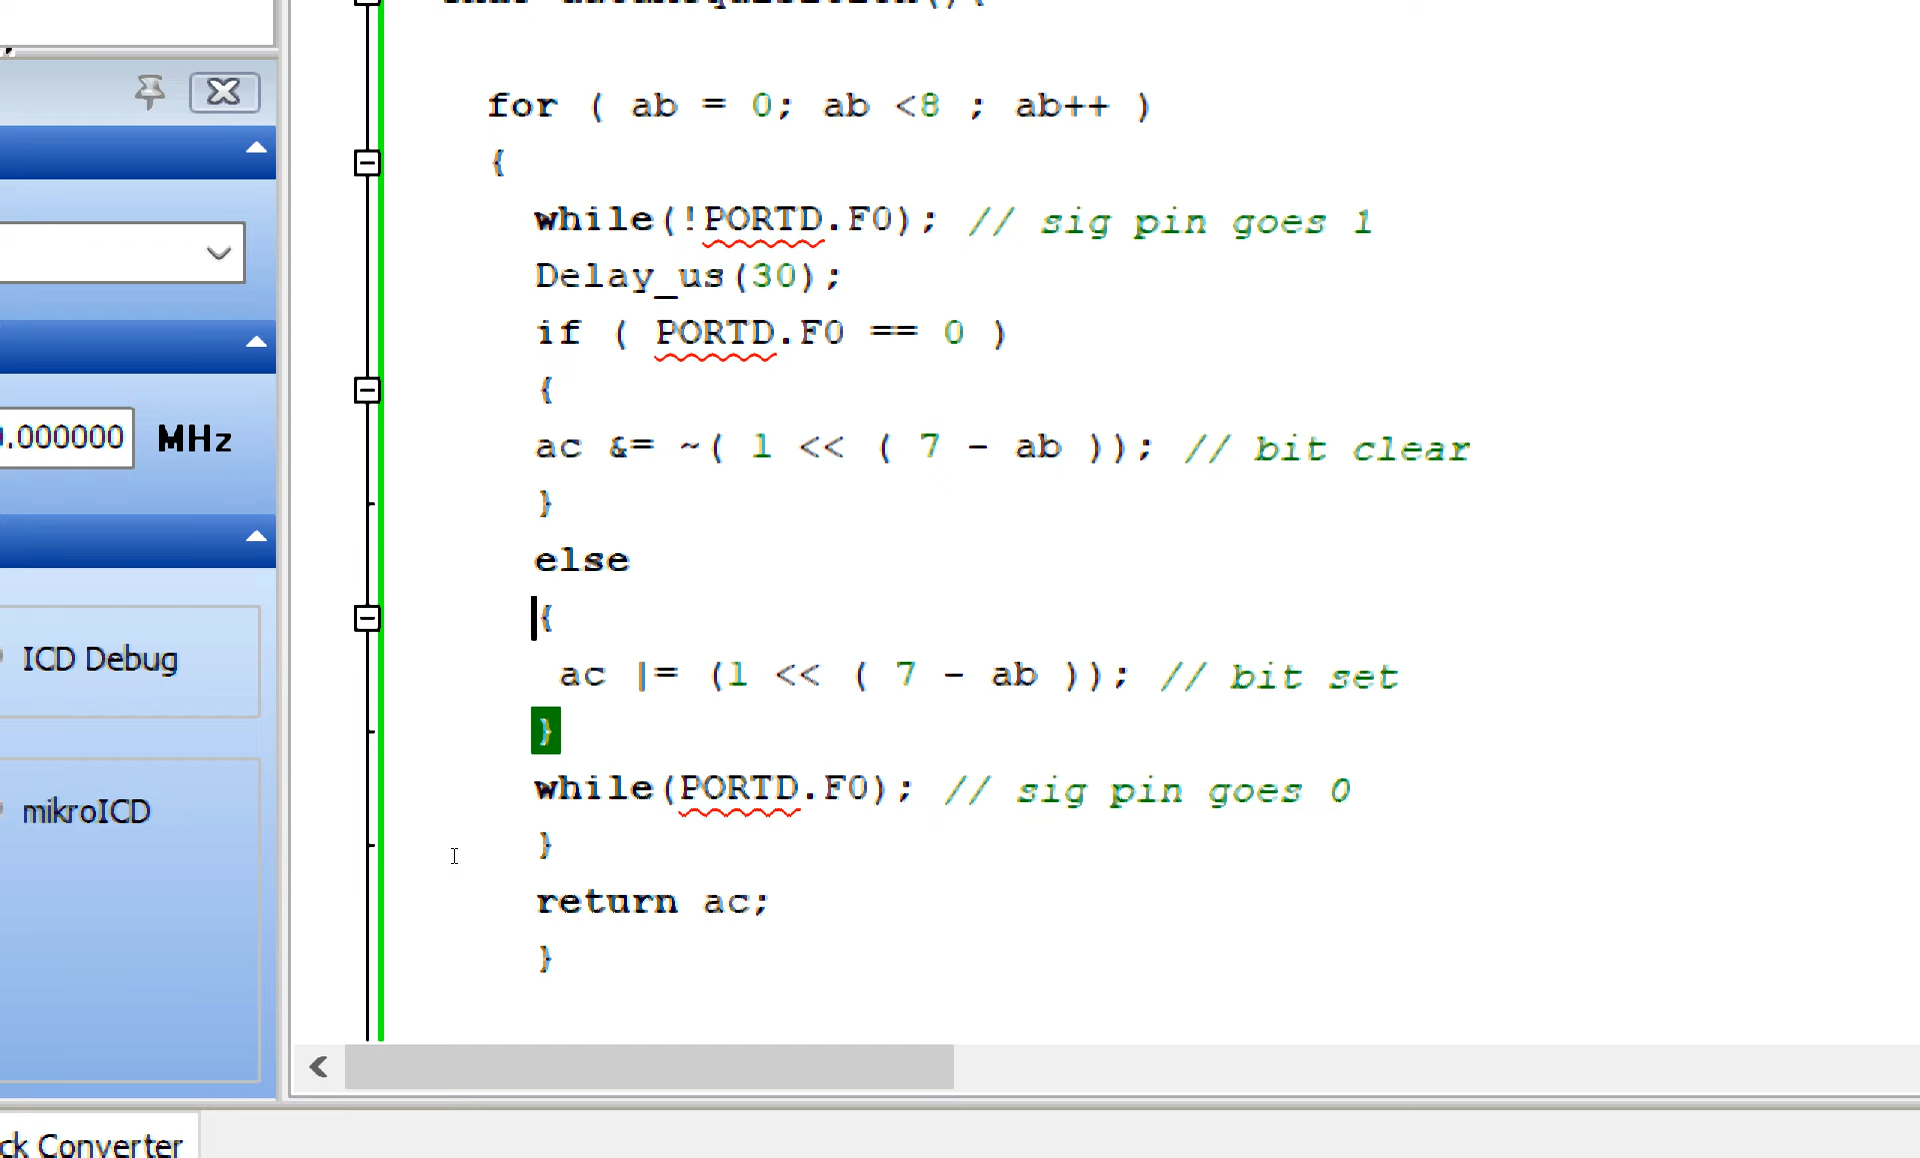 for ( ab = 0; ab <8 ; ab++ )
{
while(!PORTD.F0); // sig pin goes 1
Delay_us(30);
if ( PORTD.F0 == 0 )
{
ac &= ~( 1 << ( 7 - ab )); // bit clear
}
else
{
ac |= (1 << ( 7 - ab )); // bit set
}
while(PORTD.F0); // sig pin goes 0
}
return ac;
}
.000000 MHz
ICD Debug
mikroICD
ck Converter